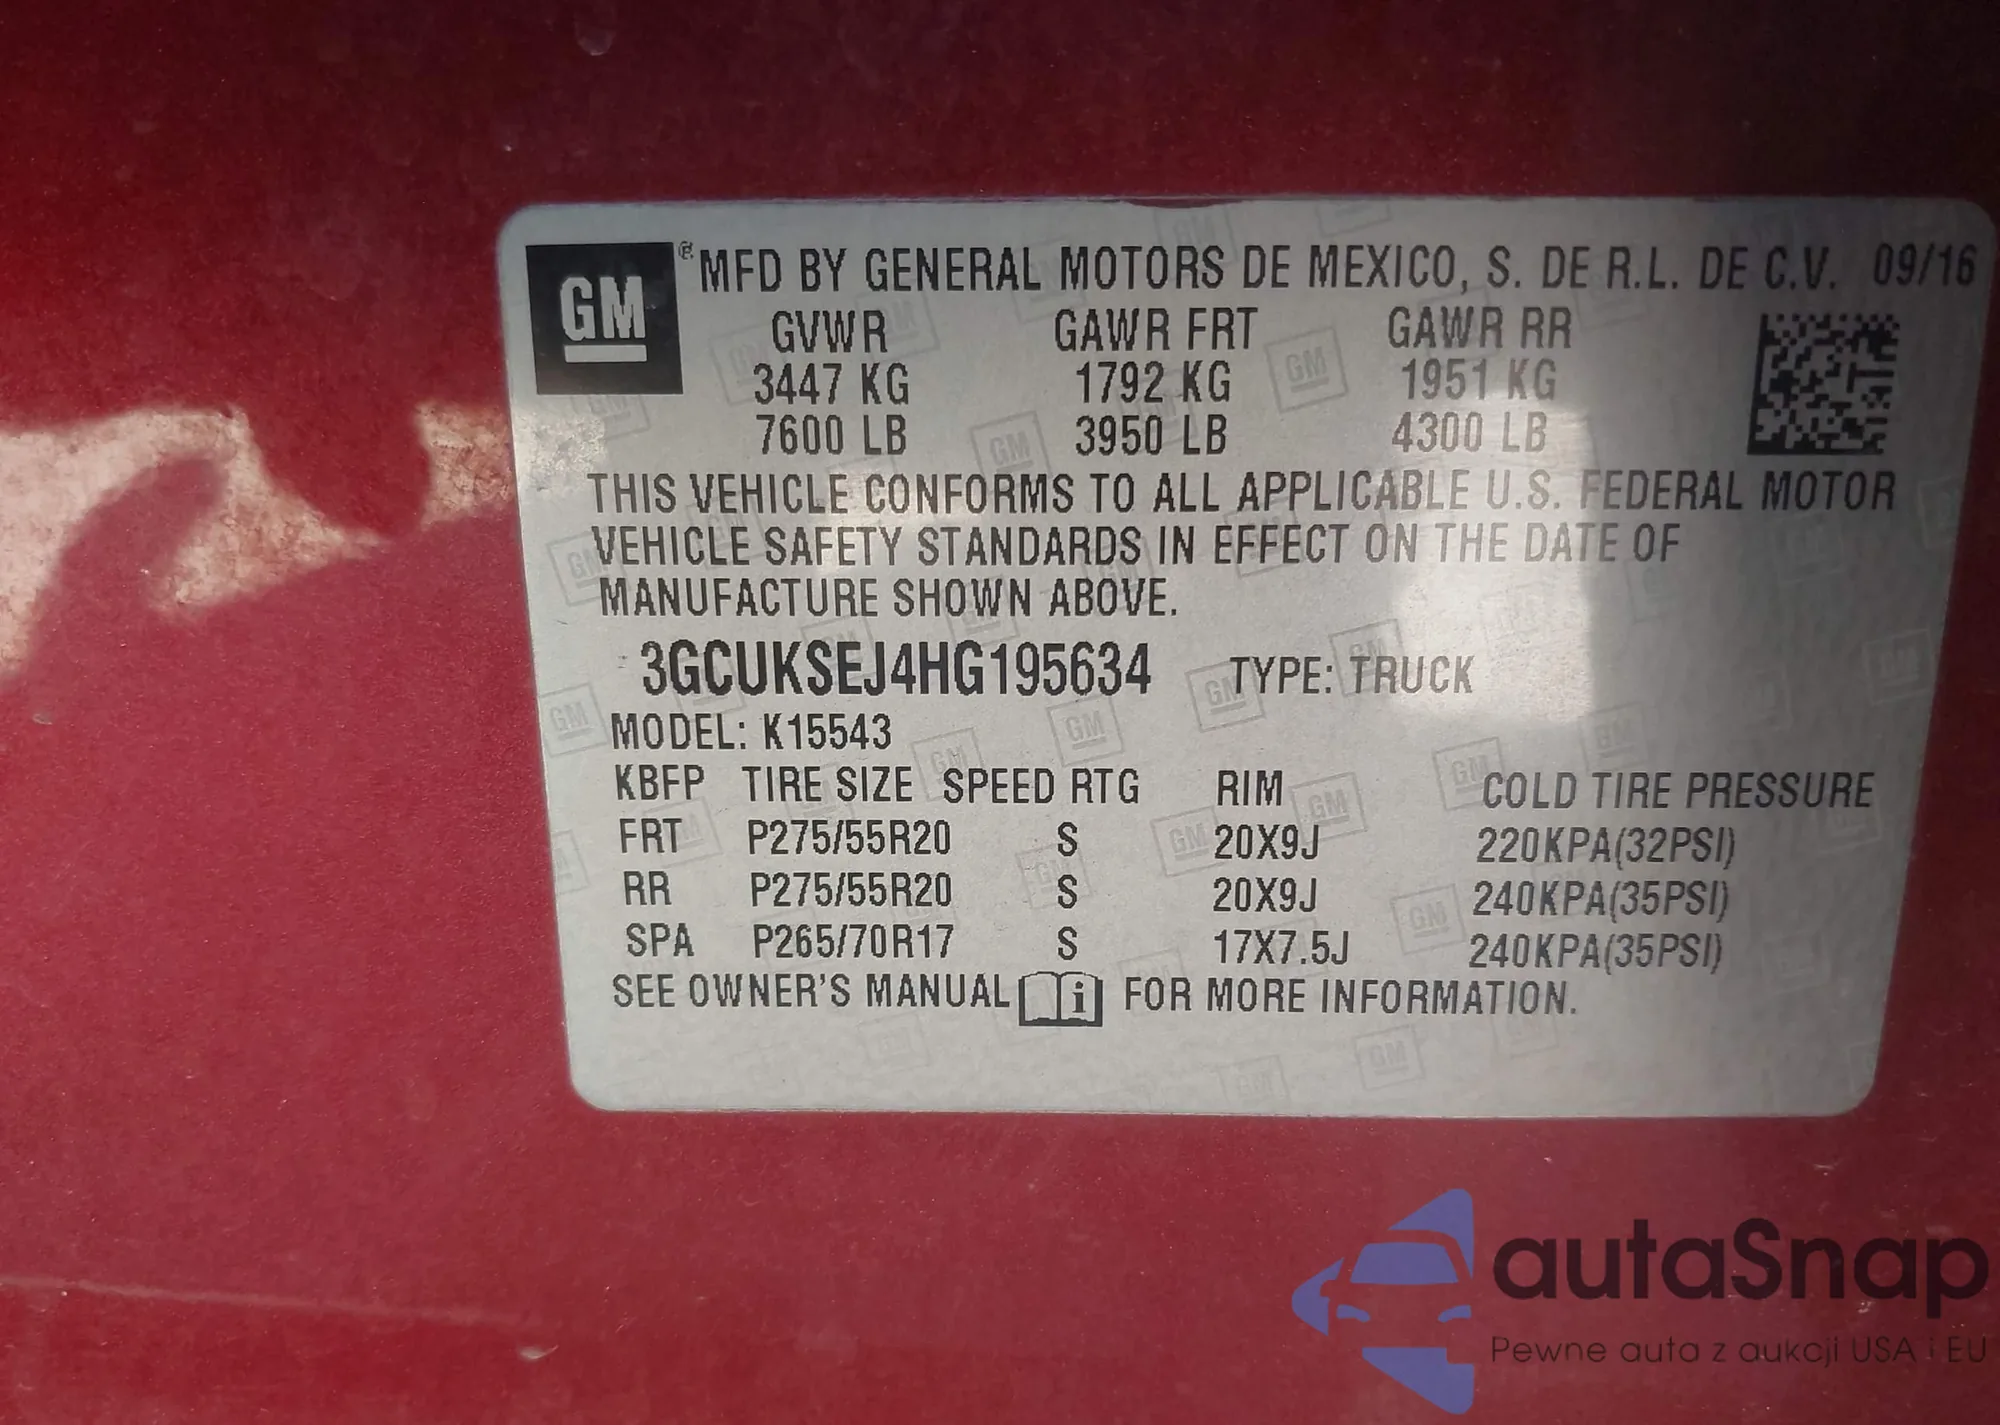 GM ® MFD BY GENERAL MOTORS DE MEXICO, S. DE R.L. DE C.V. 09/16
GVWR GAWR FRT GAWR RR
3447 KG 1792 KG 1951 KG
7600 LB 3950 LB 4300 LB
THIS VEHICLE CONFORMS TO ALL APPLICABLE U.S. FEDERAL MOTOR
VEHICLE SAFETY STANDARDS IN EFFECT ON THE DATE OF
MANUFACTURE SHOWN ABOVE.
3GCUKSEJ4HG195634 TYPE: TRUCK
MODEL: K15543
KBFP TIRE SIZE SPEED RTG RIM COLD TIRE PRESSURE
FRT P275/55R20 S 20X9J 220KPA(32PSI)
RR P275/55R20 S 20X9J 240KPA(35PSI)
SPA P265/70R17 S 17X7.5J 240KPA(35PSI)
SEE OWNER'S MANUAL i FOR MORE INFORMATION.
autaSnap
Pewne auta z aukcji USA i EU